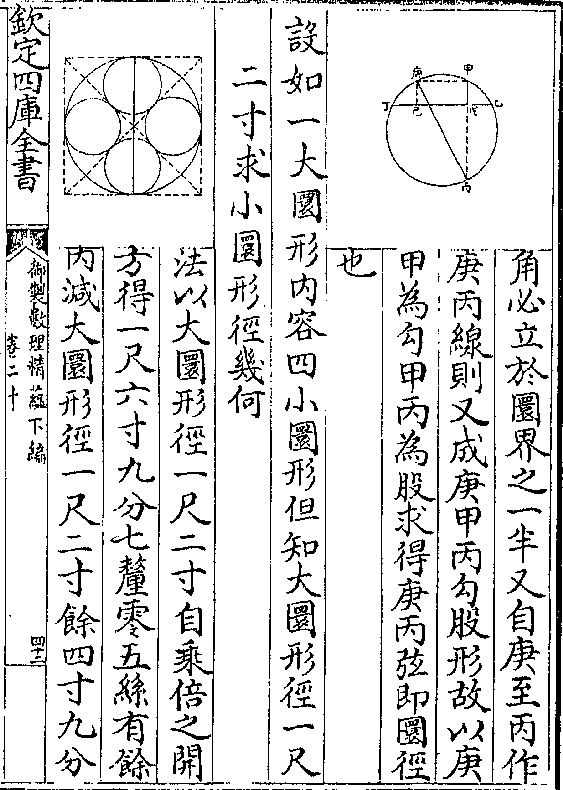 庚
甲
丁
己
戊
乙
丙
角必立於圜界之一半又自庚至丙作
庚丙線則又成庚甲丙勾股形故以庚
甲為勾甲丙為股求得庚丙弦即圜徑
也
設如一大圜形内容四小圜形但知大圜形徑一尺
二寸求小圜形徑幾何
法以大圜形徑一尺二寸自乘倍之開
方得一尺六寸九分七釐零五絲有餘
内減大圜形徑一尺二寸餘四寸九分
欽定四庫全書
御製數理精蘊下編
卷二十
四十二